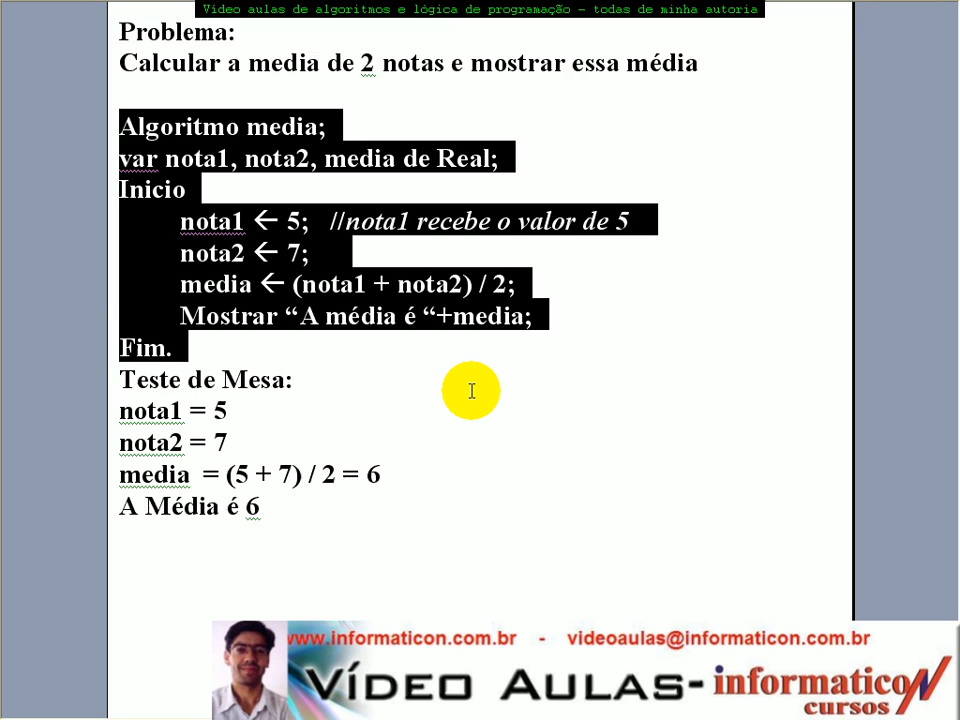 Vídeo aulas de algoritmos e lógica de programação - todas de minha autoria
Problema:
Calcular a media de 2 notas e mostrar essa média
Algoritmo media;
var nota1, nota2, media de Real;
Inicio
nota1 ← 5; //nota1 recebe o valor de 5
nota2 ← 7;
media ← (nota1 + nota2) / 2;
Mostrar “A média é “+media;
Fim.
Teste de Mesa:
nota1 = 5
nota2 = 7
media = (5 + 7) / 2 = 6
A Média é 6
www.informaticon.com.br - videoaulas@informaticon.com.br
VÍDEO AULAS- informaticon
cursos